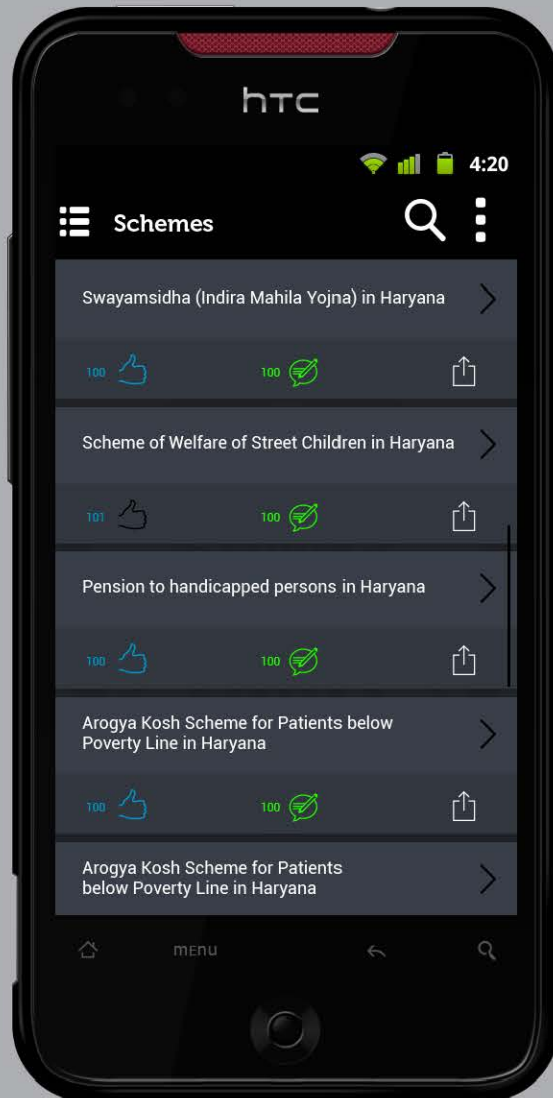 hTC
4:20
Schemes
Swayamsidha (Indira Mahila Yojna) in Haryana
100 100
Scheme of Welfare of Street Children in Haryana
101 100
Pension to handicapped persons in Haryana
100 100
Arogya Kosh Scheme for Patients below
Poverty Line in Haryana
100 100
Arogya Kosh Scheme for Patients
below Poverty Line in Haryana
mEnu